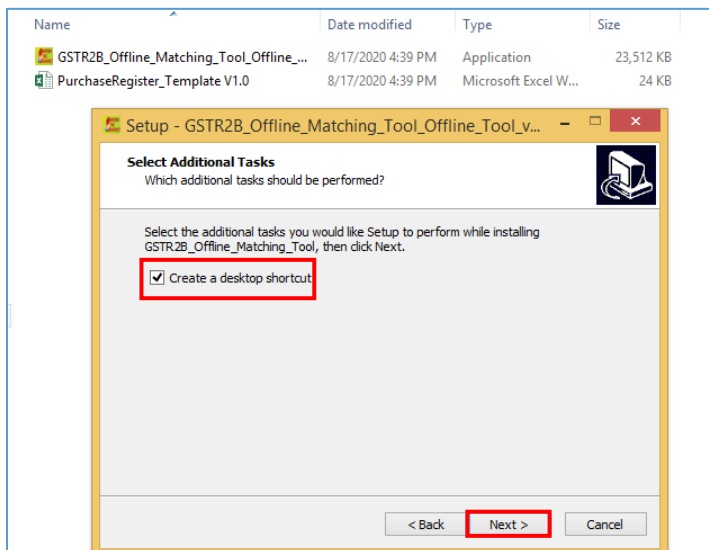 Name Date modified Type Size
GSTR2B_Offline_Matching_Tool_Offline_... 8/17/2020 4:39 PM Application 23,512 KB
PurchaseRegister_Template V1.0 8/17/2020 4:39 PM Microsoft Excel W... 24 KB
Setup - GSTR2B_Offline_Matching_Tool_Offline_Tool_v...
Select Additional Tasks
Which additional tasks should be performed?
Select the additional tasks you would like Setup to perform while installing
GSTR2B_Offline_Matching_Tool, then click Next.
Create a desktop shortcut
< Back Next > Cancel